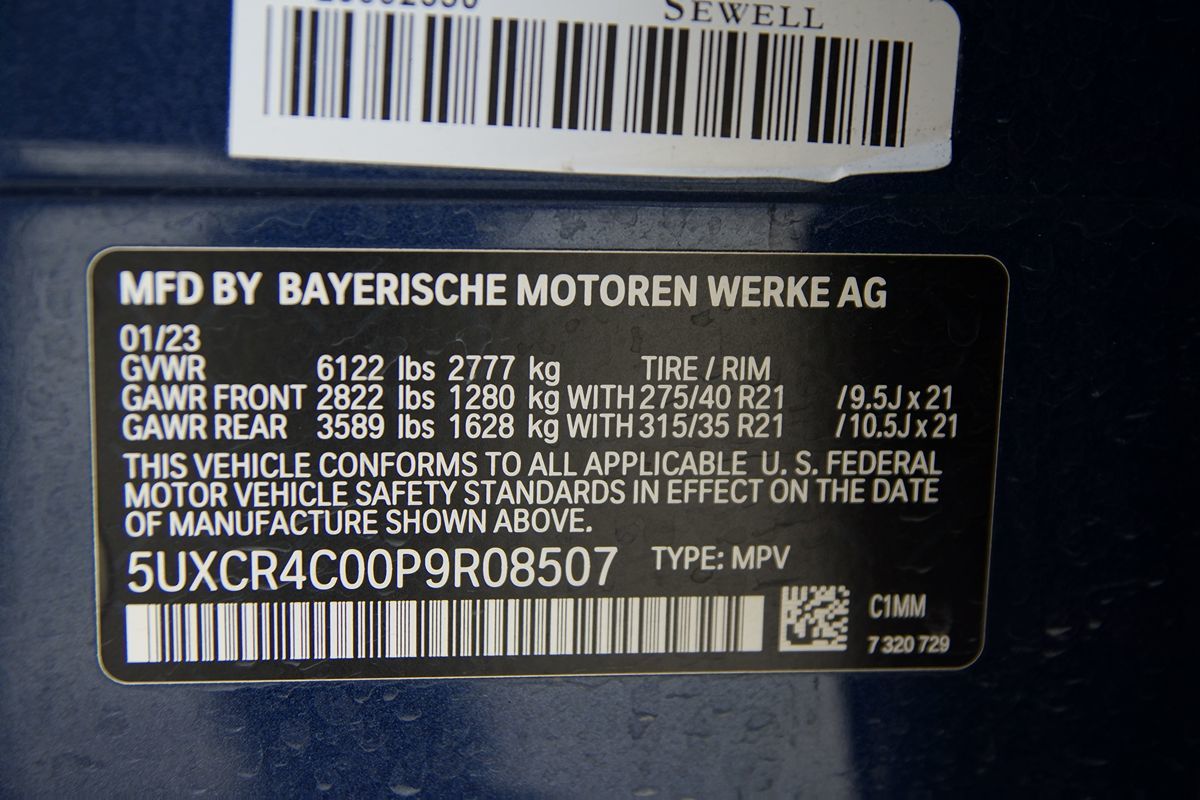 SEWELL
MFD BY BAYERISCHE MOTOREN WERKE AG
01/23
GVWR 6122 lbs 2777 kg TIRE / RIM
GAWR FRONT 2822 lbs 1280 kg WITH 275/40 R21 /9.5J x 21
GAWR REAR 3589 lbs 1628 kg WITH 315/35 R21 /10.5J x 21
THIS VEHICLE CONFORMS TO ALL APPLICABLE U. S. FEDERAL
MOTOR VEHICLE SAFETY STANDARDS IN EFFECT ON THE DATE
OF MANUFACTURE SHOWN ABOVE.
5UXCR4C00P9R08507 TYPE: MPV
C1MM
7 320 729